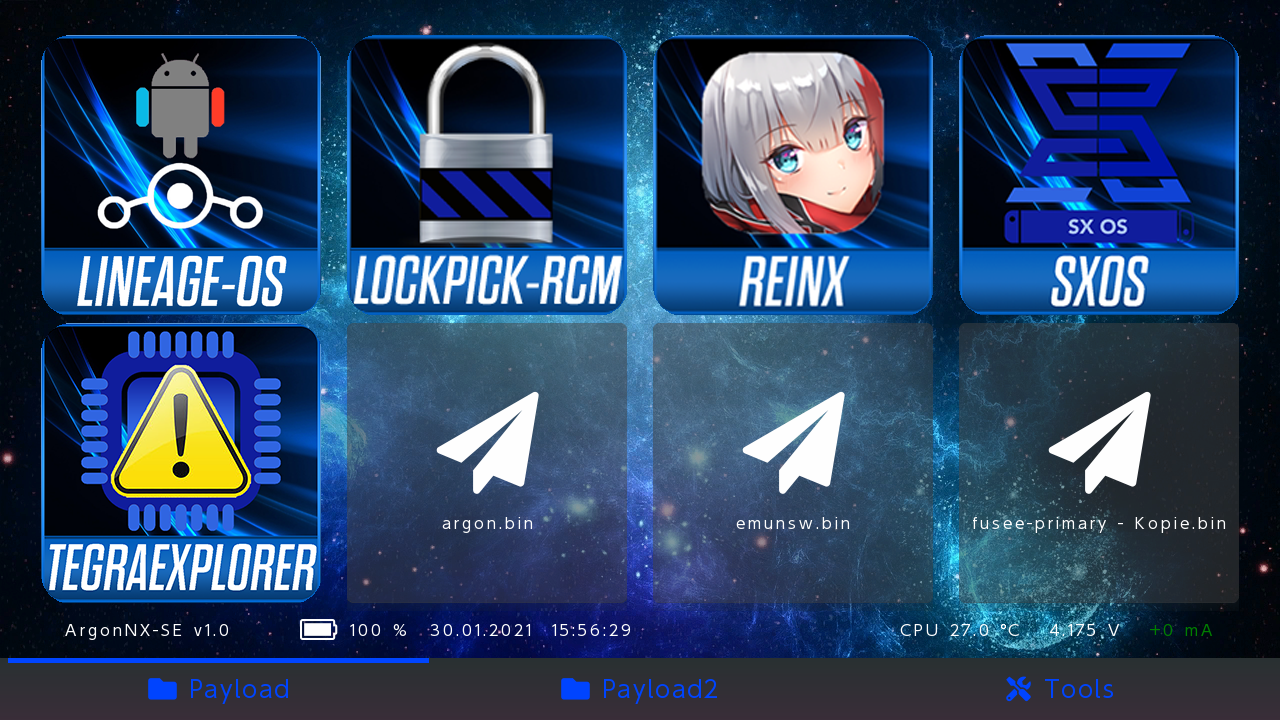 SX OS
LINEAGE-OS
LOCKPICK-RCM
REINX
SXOS
TEGRAEXPLORER
argon.bin
emunsw.bin
fusee-primary - Kopie.bin
ArgonNX-SE v1.0
100 %
30.01.2021
15:56:29
CPU 27.0 °C
4.175 V
+0 mA
Payload
Payload2
Tools